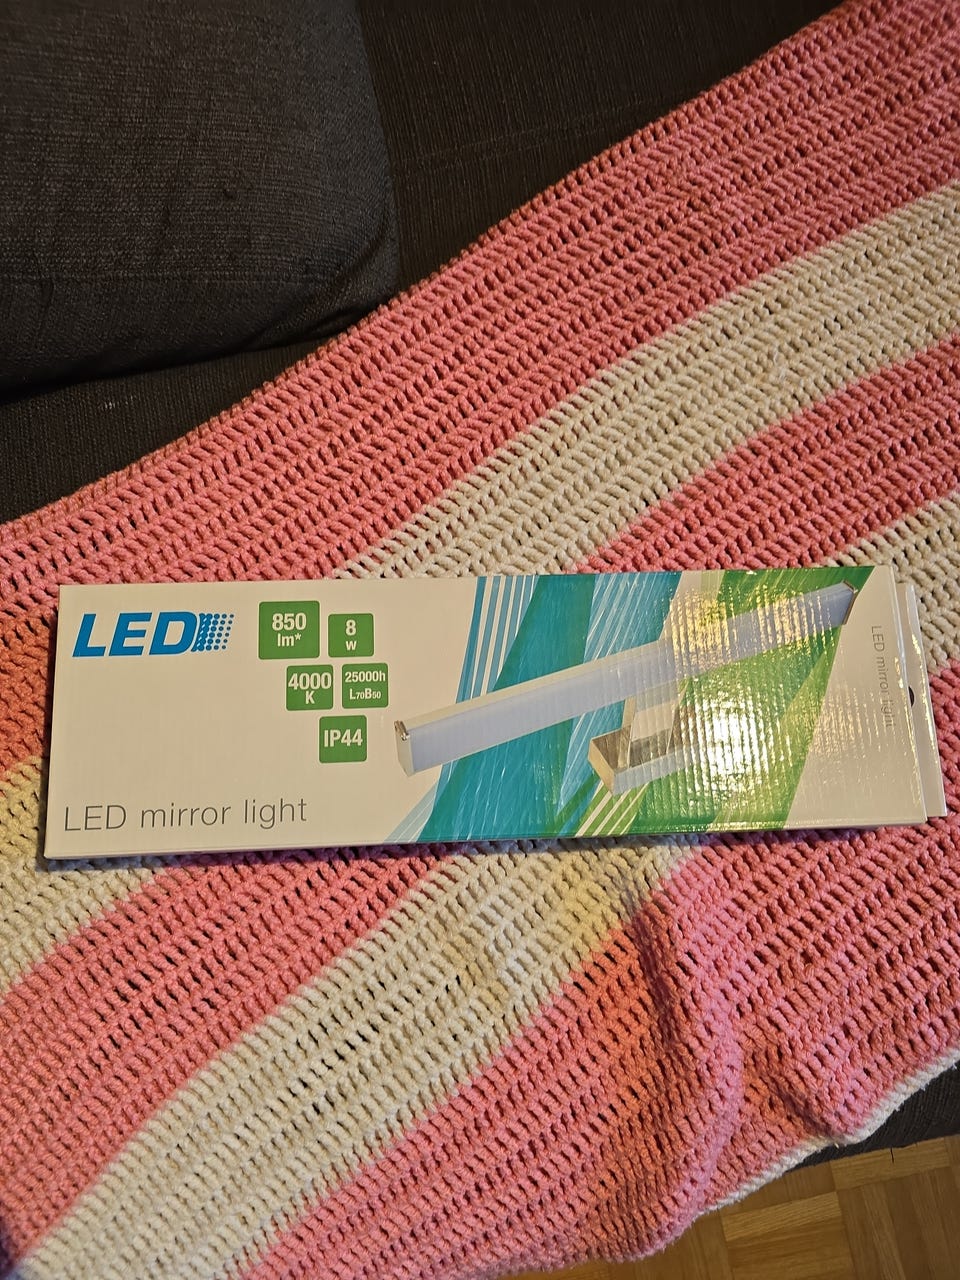 LED
850
lm*
8
W
4000
K
25000h
L70B50
IP44
LED mirror light
LED mirror light